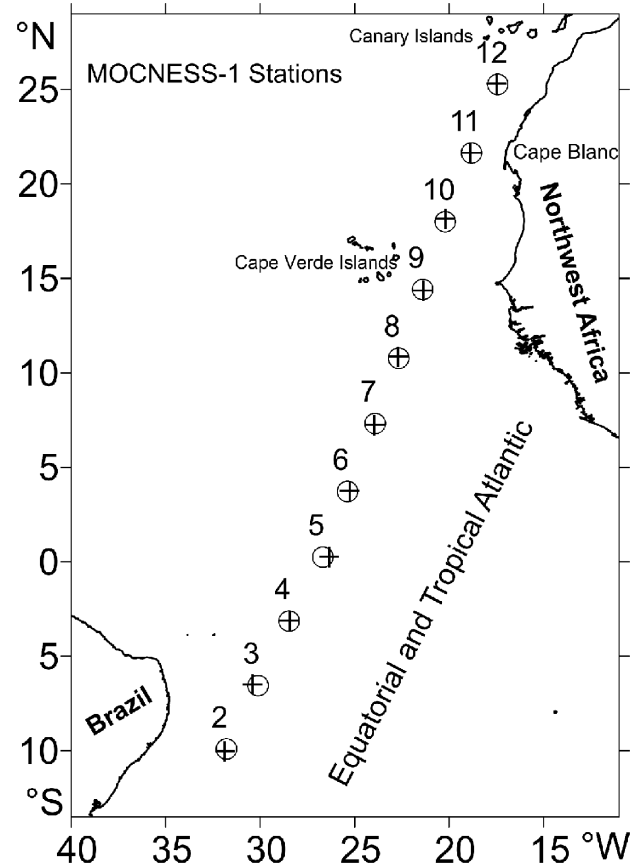 °N
Canary Islands
12
MOCNESS-1 Stations
25
11
Cape Blanc
20
10
Northwest Africa
9
Cape Verde Islands
15
8
10
7
6
5
5
0
Equatorial and Tropical Atlantic
4
5
3
Brazil
2
10
°S
40 35 30 25 20 15 °W